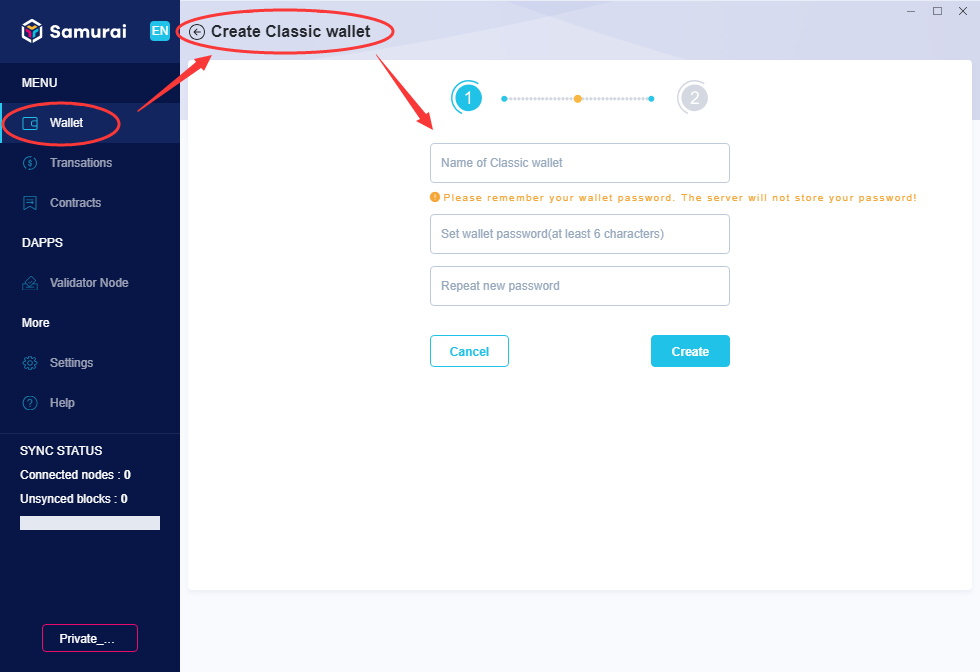 Samurai
EN
Create Classic wallet
MENU
Wallet
Transations
Contracts
DAPPS
Validator Node
More
Settings
Help
SYNC STATUS
Connected nodes : 0
Unsynced blocks : 0
Private_...
1
2
Name of Classic wallet
Please remember your wallet password. The server will not store your password!
Set wallet password(at least 6 characters)
Repeat new password
Cancel
Create